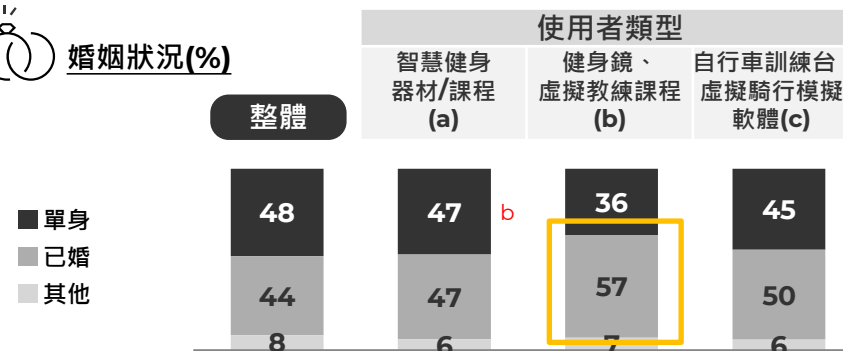 婚姻狀況(%)
使用者類型
整體
智慧健身
器材/課程
(a)
健身鏡、
虛擬教練課程
(b)
自行車訓練台
虛擬騎行模擬
軟體(c)
單身
已婚
其他
48
47
b
36
45
44
47
57
50
8
6
7
6